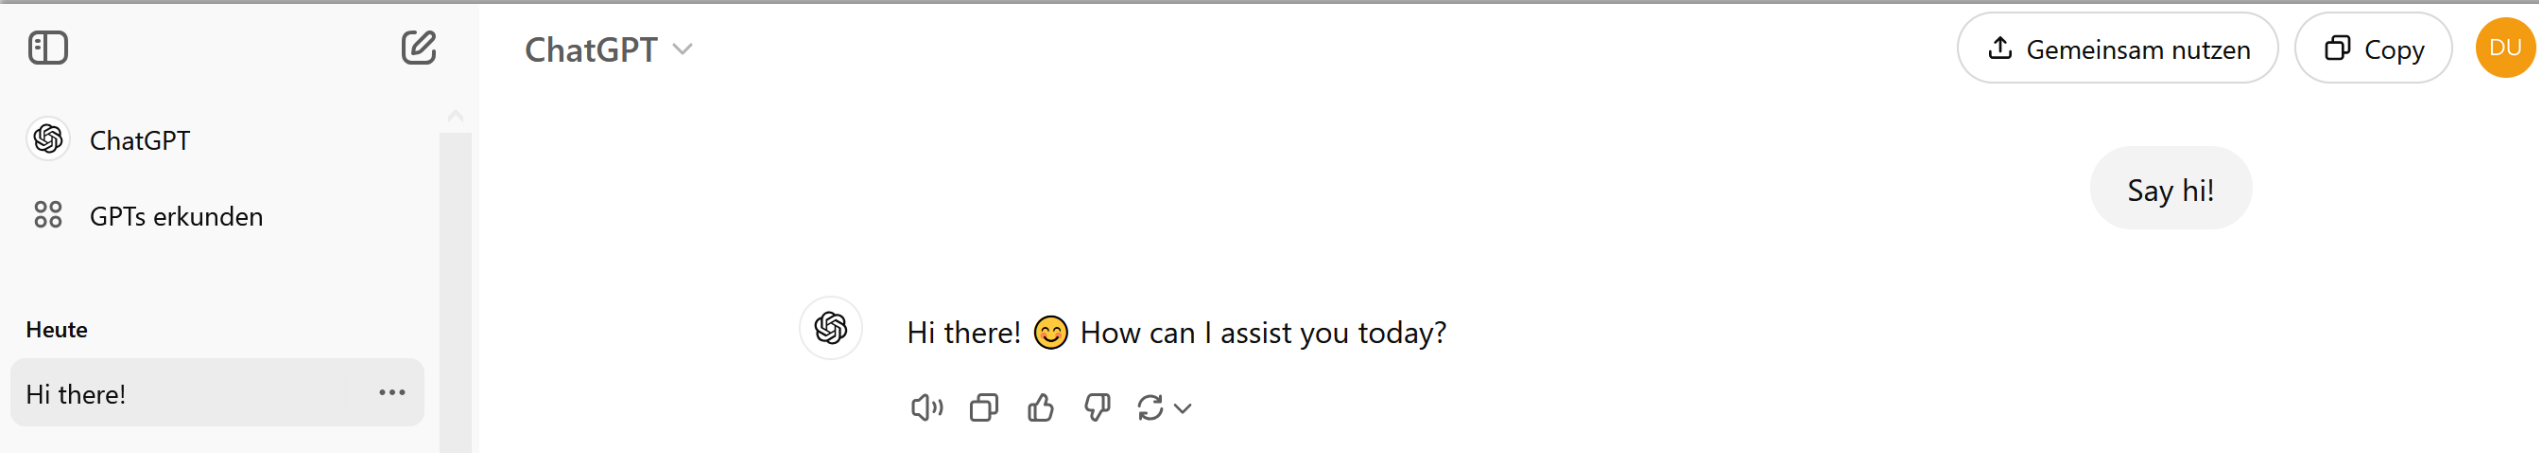 ChatGPT
GPTs erkunden
Heute
Hi there!
ChatGPT
Gemeinsam nutzen
Copy
DU
Say hi!
Hi there! 😊 How can I assist you today?